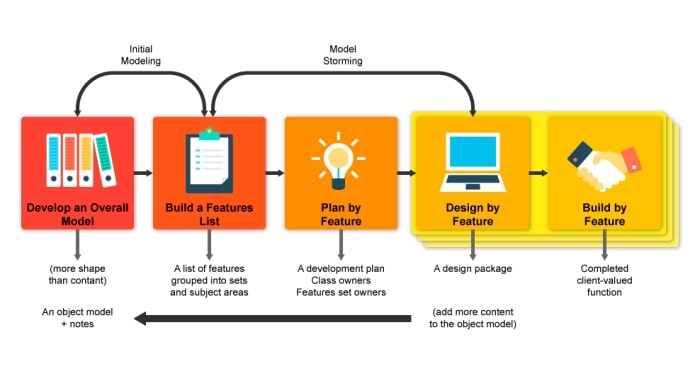 Initial
Modeling
Model
Storming
Develop an Overall
Model
Build a Features
List
Plan by
Feature
Design by
Feature
Build by
Feature
(more shape
than content)
A list of features
grouped into sets
and subject areas
A development plan
Class owners
Features set owners
A design package
Completed
client-valued
function
An object model
+ notes
(add more content
to the object model)